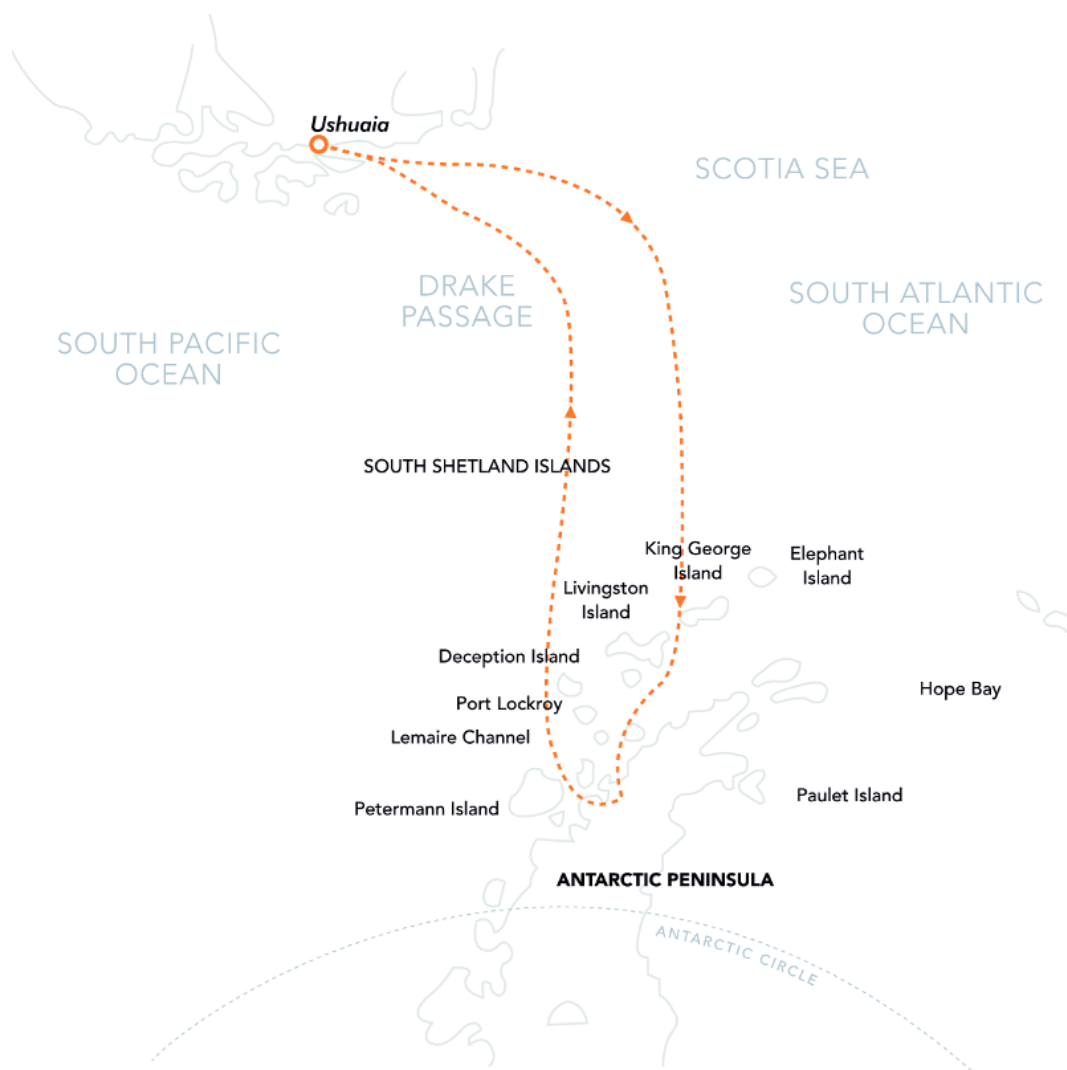 Ushuaia
SCOTIA SEA
DRAKE
PASSAGE
SOUTH ATLANTIC
OCEAN
SOUTH PACIFIC
OCEAN
SOUTH SHETLAND ISLANDS
King George
Island
Elephant
Island
Livingston
Island
Deception Island
Hope Bay
Port Lockroy
Lemaire Channel
Petermann Island
Paulet Island
ANTARCTIC PENINSULA
ANTARCTIC CIRCLE